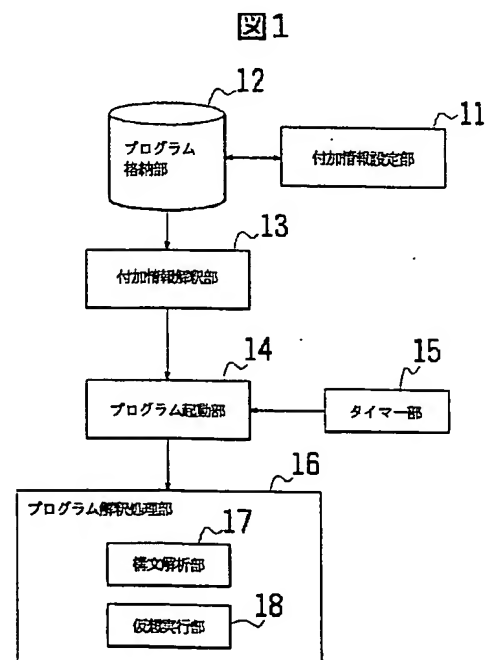 図1
12
プログラム
格納部
11
付加情報設定部
13
付加情報解釈部
14
プログラム起動部
15
タイマー部
16
プログラム解釈処理部
17
構文解析部
18
仮想実行部